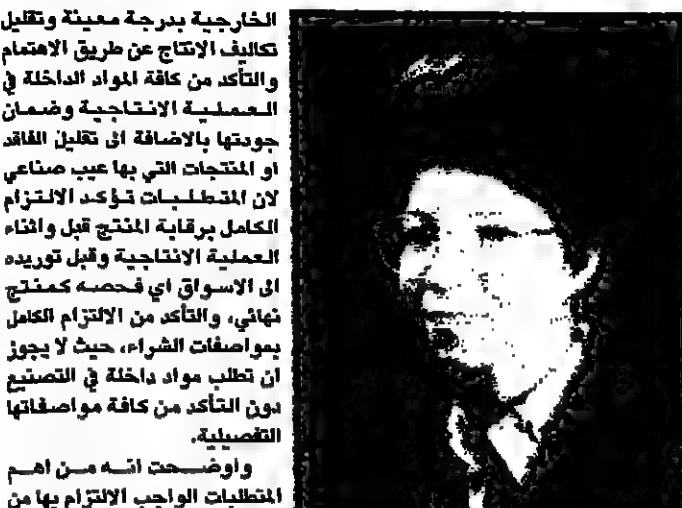 الخارجية بدرجة معينة وتقليل
تكاليف الانتاج عن طريق الاهتمام
والتأكد من كافة المواد الداخلة في
العملية الانتاجية وضمان
جودتها بالاضافة الى تقليل الفاقد
او المنتجات التي بها عيب صناعي
لان المتطلبات تؤكد الالتزام
الكامل برقابة المنتج قبل واثناء
العملية الانتاجية وقبل توريده
الى الاسواق اي فحصه كمنتج
نهائي، والتأكد من الالتزام الكامل
بمواصفات الشراء، حيث لا يجوز
ان تطلب مواد داخلة في التصنيع
دون التأكد من كافة مواصفاتها
التفصيلية.
واوضحت انه من اهم
المتطلبات الواجب الالتزام بها من